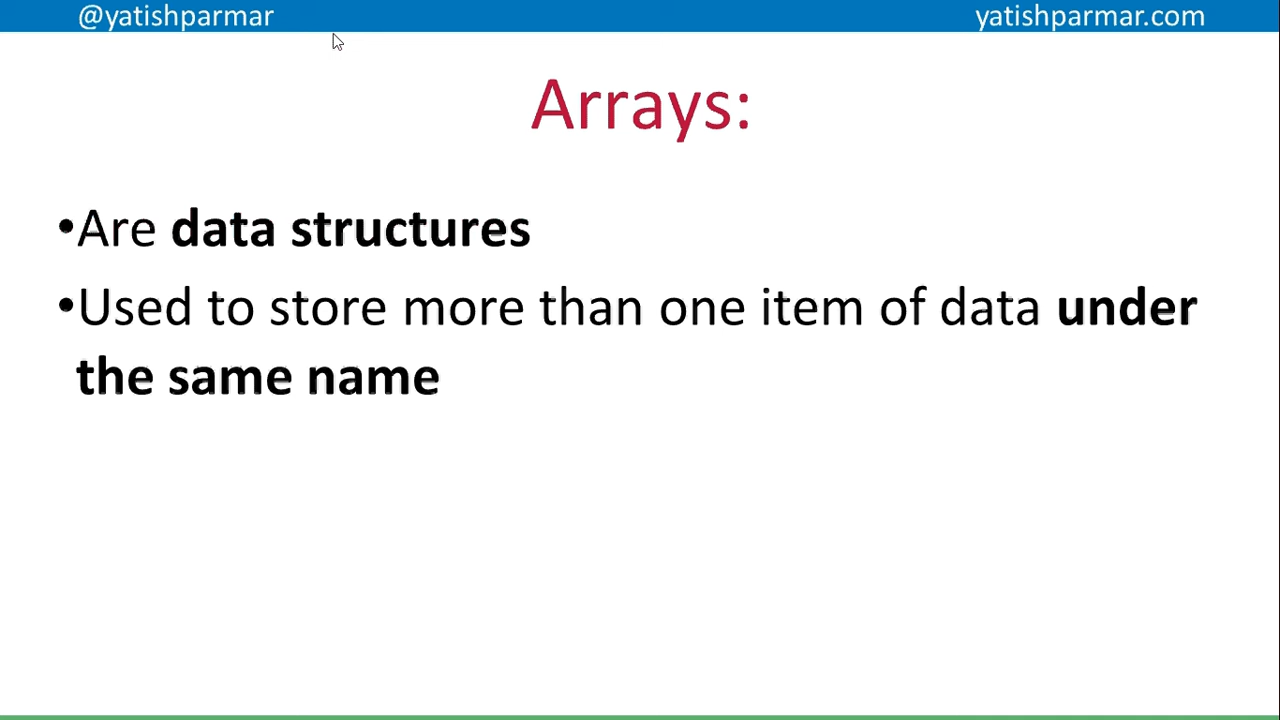 @yatishparmar
yatishparmar.com
Arrays:
•Are data structures
•Used to store more than one item of data under
the same name